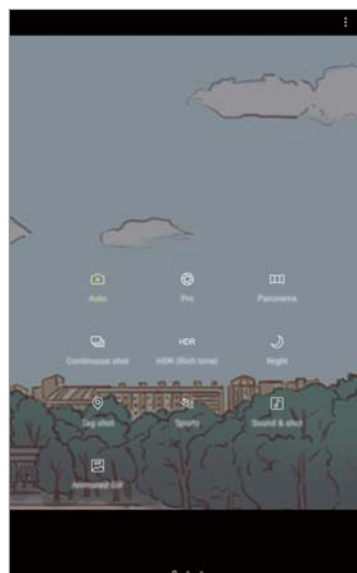 Auto Pro Panorama
Continuous shot HDR HDR (Rich tone) Night
Tag shot Sports Sound & shot
Animated GIF